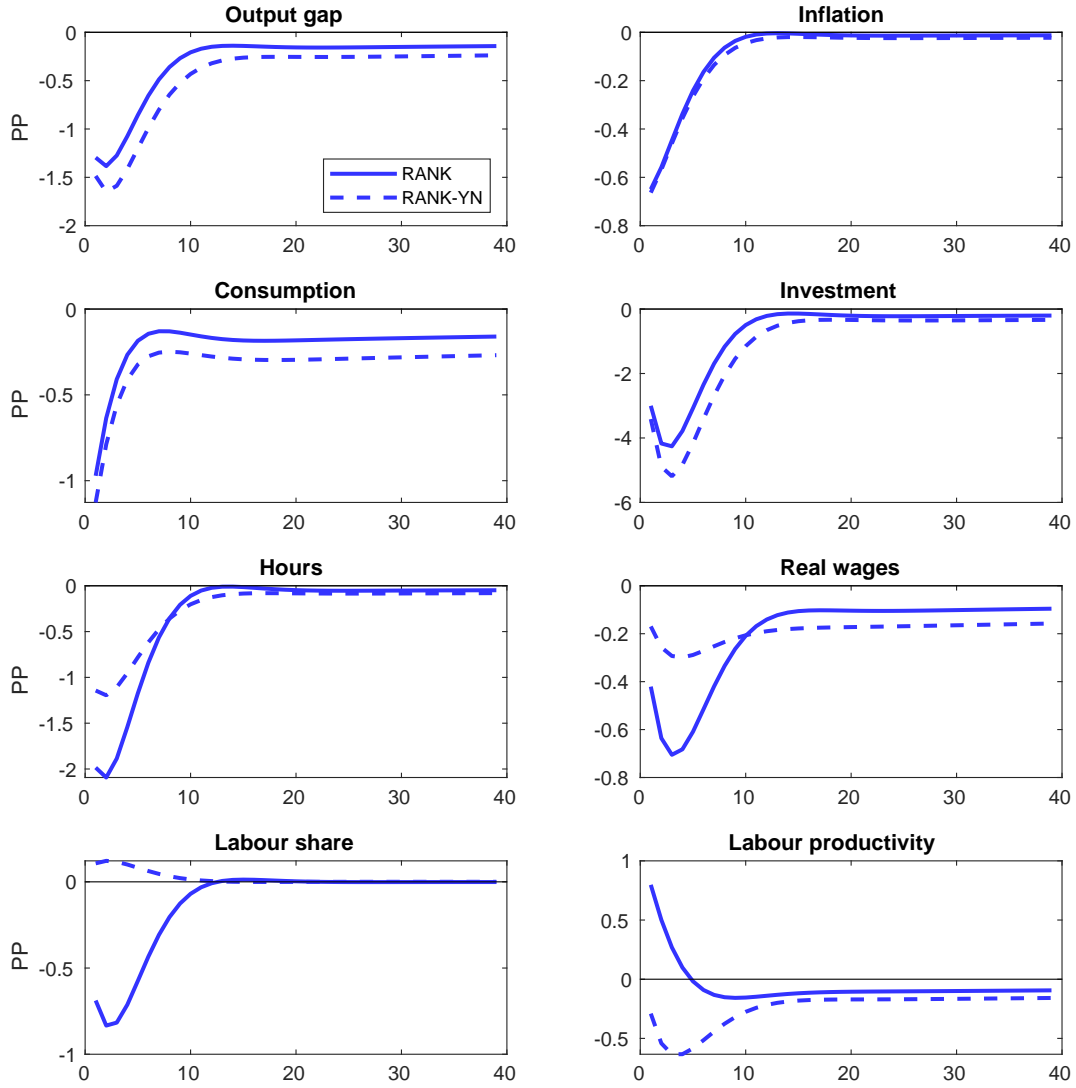 Output gap
0
-0.5
-1
-1.5
-2
PP
0 10 20 30 40
RANK
RANK-YN
Inflation
0
-0.2
-0.4
-0.6
-0.8
0 10 20 30 40
Consumption
0
-0.5
-1
PP
0 10 20 30 40
Investment
0
-2
-4
-6
0 10 20 30 40
Hours
0
-0.5
-1
-1.5
-2
PP
0 10 20 30 40
Real wages
0
-0.2
-0.4
-0.6
-0.8
0 10 20 30 40
Labour share
0
-0.5
-1
PP
0 10 20 30 40
Labour productivity
1
0.5
0
-0.5
0 10 20 30 40